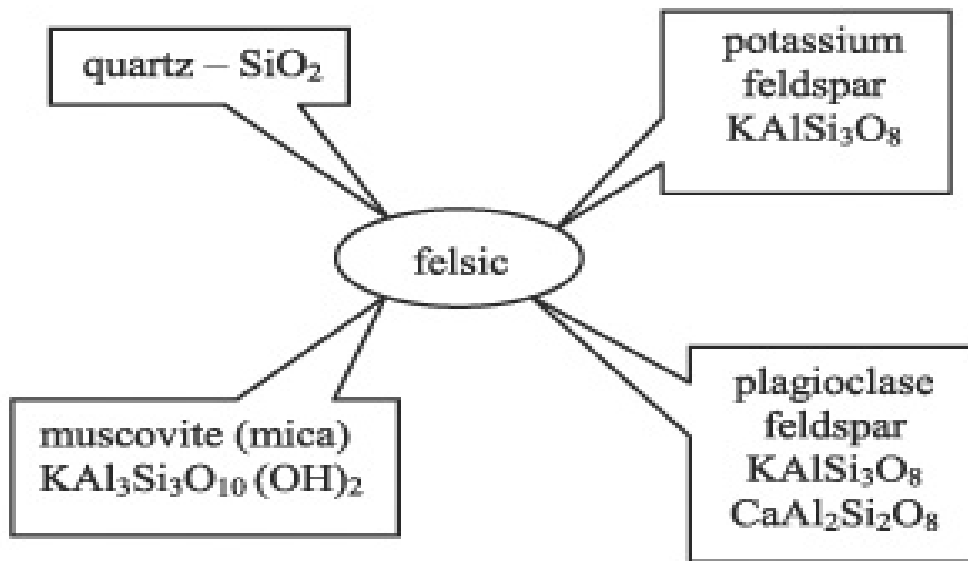 quartz – SiO₂
potassium
feldspar
KAlSi₃O₈
felsic
muscovite (mica)
KAl₃Si₃O₁₀ (OH)₂
plagioclase
feldspar
KAlSi₃O₈
CaAl₂Si₂O₈